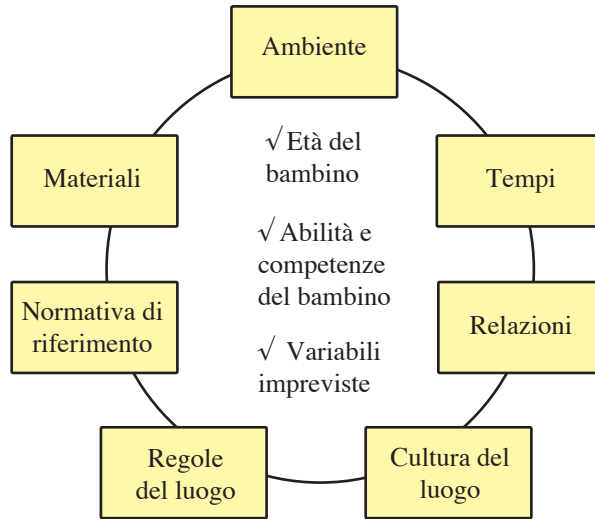 Ambiente
√ Età del
bambino
Materiali
Tempi
√ Abilità e
competenze
del bambino
Normativa di
riferimento
Relazioni
√ Variabili
impreviste
Regole
del luogo
Cultura del
luogo